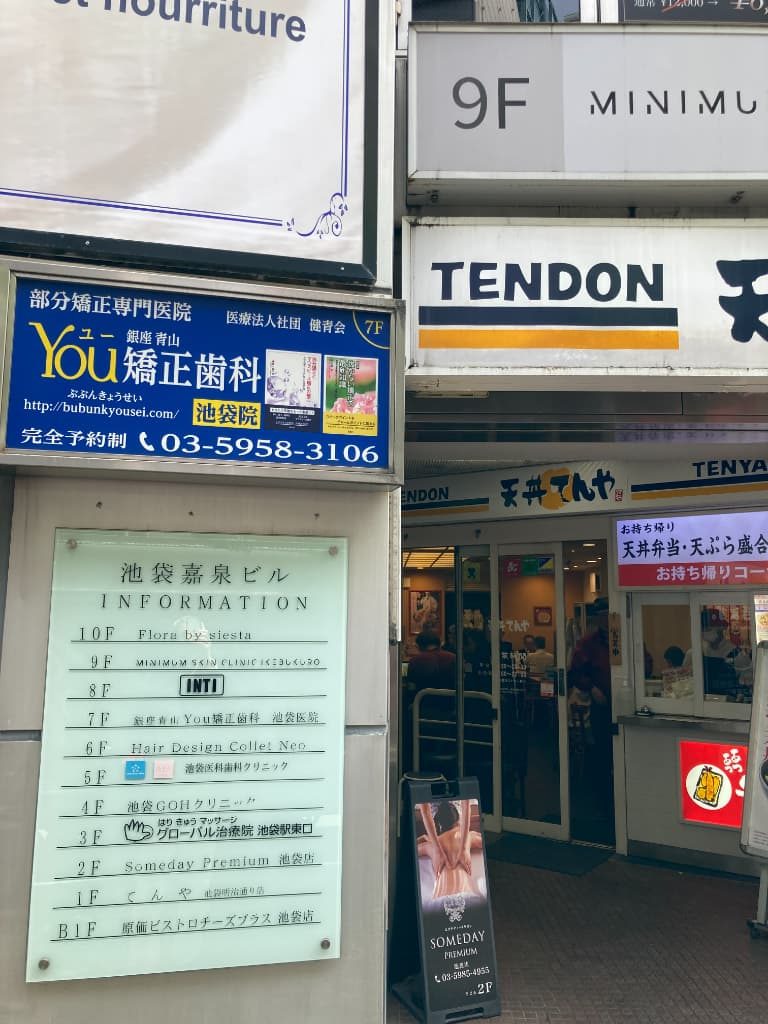 nourriture
9F
TENDON 天
部分矯正専門医院
医療法人社団 健青会
7F
ユー
You
銀座 青山
矯正歯科
ぶぶんきょうせい
http://bubunkyousei.com/
池袋院
完全予約制 03-5958-3106
TENDON 天丼てんや TENYA
お持ち帰り
天丼弁当・天ぷら盛合
お持ち帰りコー
池袋嘉泉ビル
INFORMATION
10F Flora by siesta
9F MINIMUM SKIN CLINIC IKEBUKURO
8F INTI
7F 銀座青山You矯正歯科 池袋医院
6F Hair Design Collet Neo
5F 池袋医科歯科クリニック
4F 池袋GOHクリニック
はり きゅう マッサージ
3F グローバル治療院 池袋駅東口
2F Someday Premium 池袋店
1F てんや 池袋明治通り店
B1F 原価ビストロチーズプラス 池袋店
SOMEDAY
PREMIUM
池袋店
03-5985-4955
2F